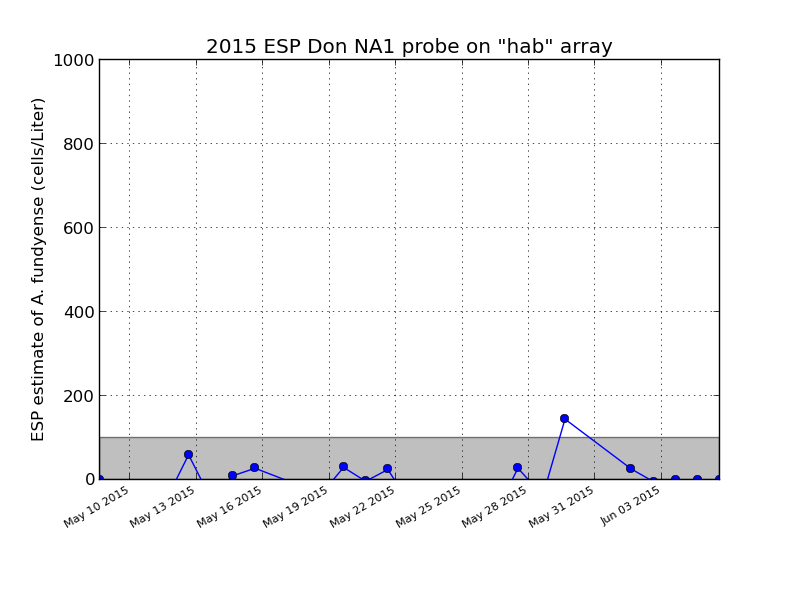 2015 ESP Don NA1 probe on "hab" array
ESP estimate of A. fundyense (cells/Liter)
1000
800
600
400
200
0
May 10 2015
May 13 2015
May 16 2015
May 19 2015
May 22 2015
May 25 2015
May 28 2015
May 31 2015
Jun 03 2015